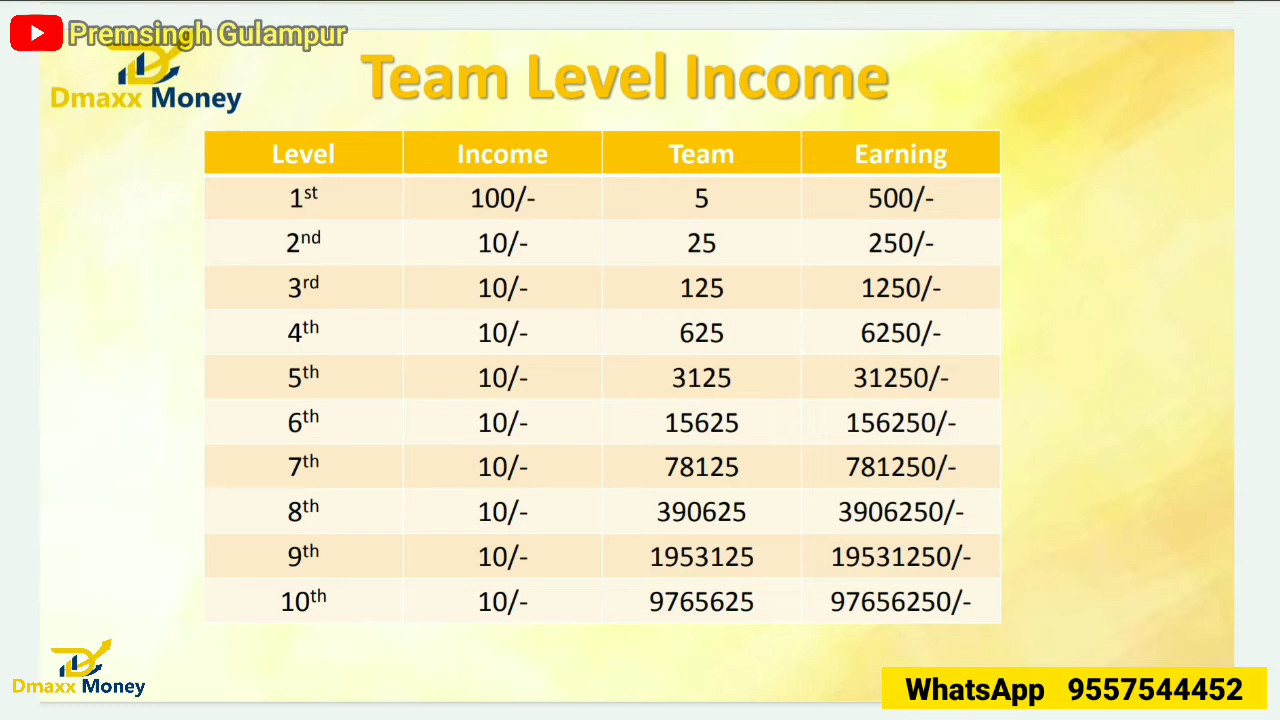 Premsingh Gulampur
Dmaxx Money
Team Level Income
Level Income Team Earning
1st 100/- 5 500/-
2nd 10/- 25 250/-
3rd 10/- 125 1250/-
4th 10/- 625 6250/-
5th 10/- 3125 31250/-
6th 10/- 15625 156250/-
7th 10/- 78125 781250/-
8th 10/- 390625 3906250/-
9th 10/- 1953125 19531250/-
10th 10/- 9765625 97656250/-
Dmaxx Money
WhatsApp 9557544452